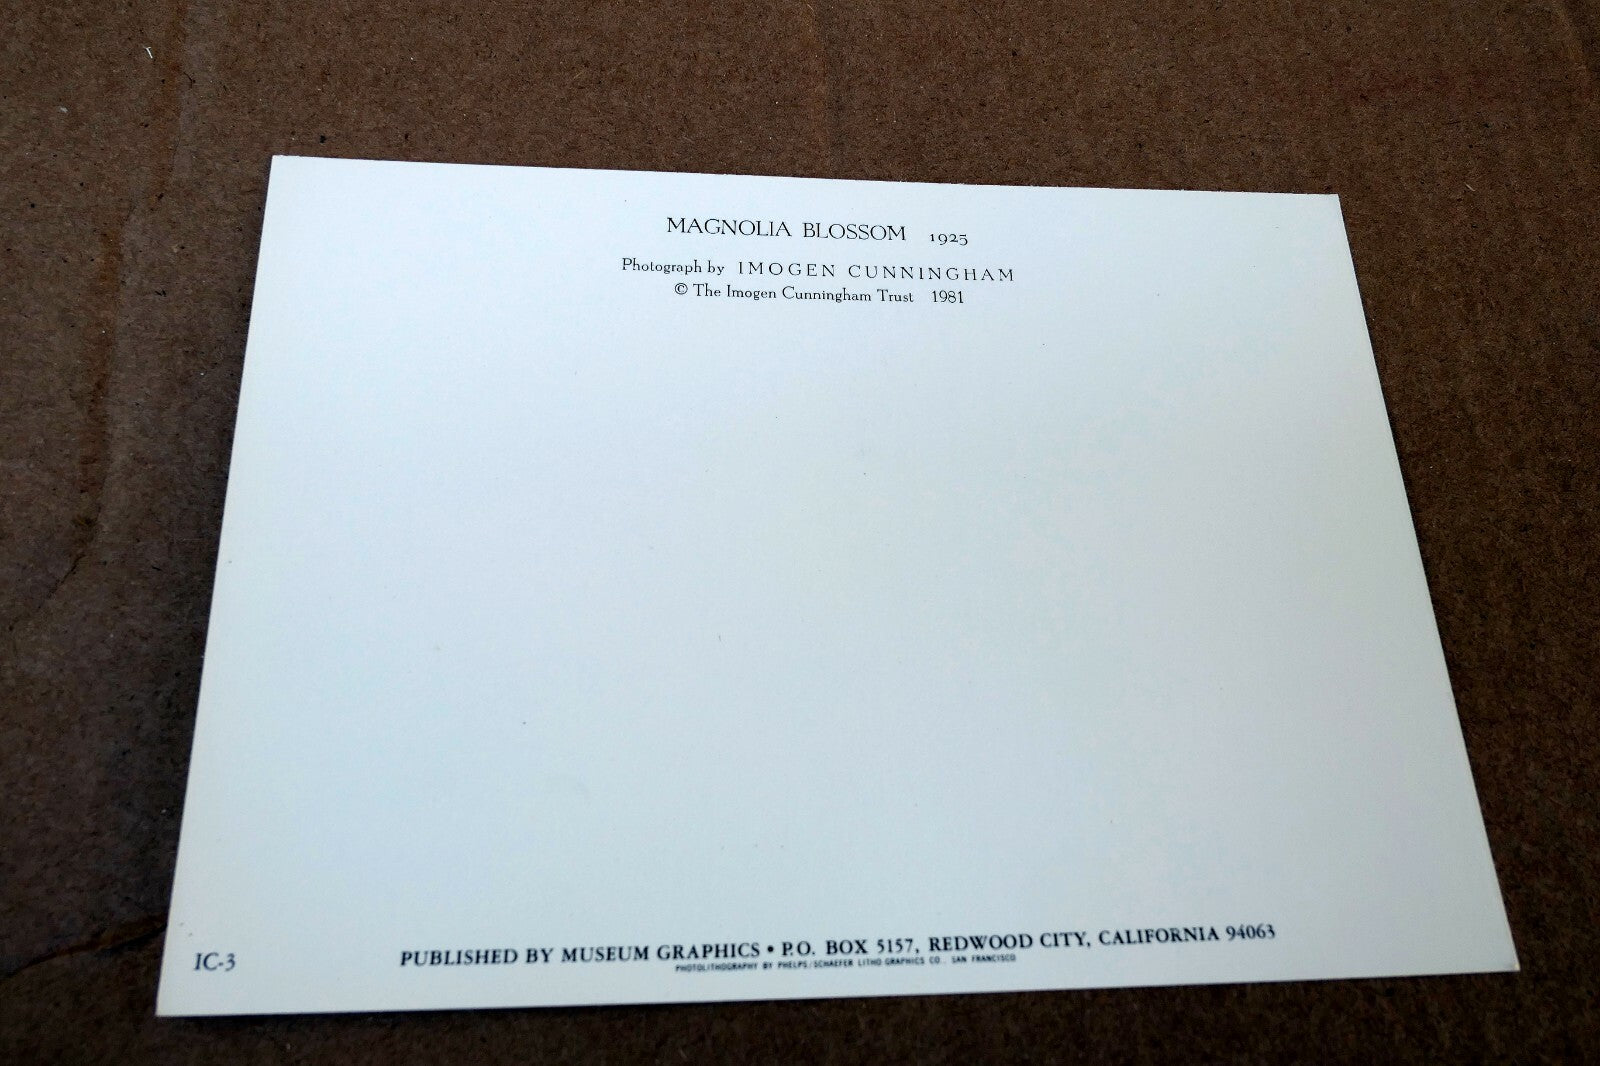 MAGNOLIA BLOSSOM 1925
Photograph by IMOGEN CUNNINGHAM
© The Imogen Cunningham Trust 1981
IC-3
PUBLISHED BY MUSEUM GRAPHICS • P.O. BOX 5157, REDWOOD CITY, CALIFORNIA 94063
PHOTOLITHOGRAPHY BY PHELPS/SCHAEFER LITHO-GRAPHICS CO., SAN FRANCISCO